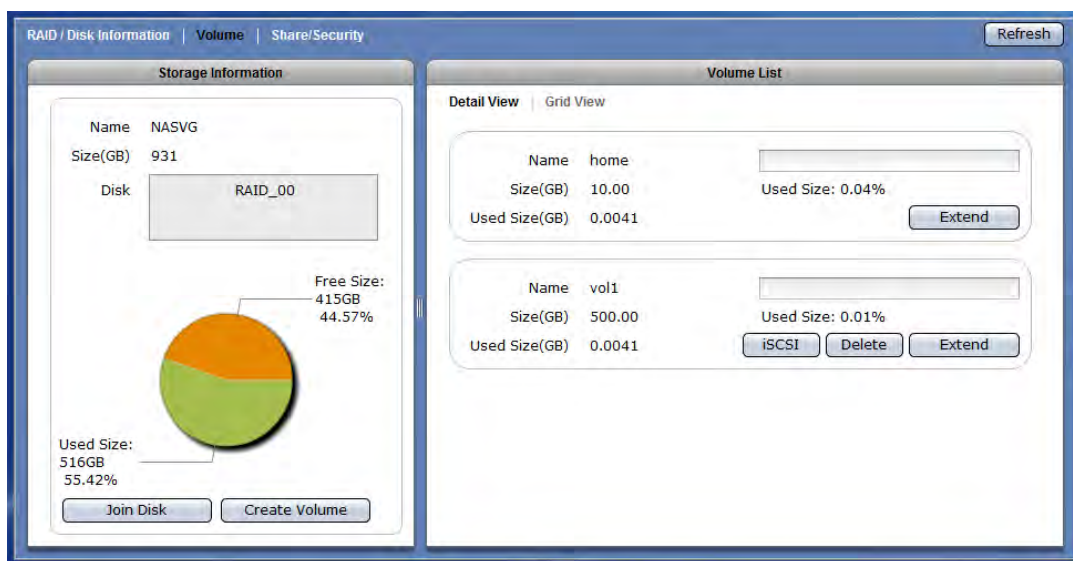 RAID / Disk Information | Volume | Share/Security
Refresh
Storage Information
Name NASVG
Size(GB) 931
Disk RAID_00
Free Size:
415GB
44.57%
Used Size:
516GB
55.42%
Join Disk
Create Volume
Volume List
Detail View | Grid View
Name home
Size(GB) 10.00
Used Size: 0.04%
Used Size(GB) 0.0041
Extend
Name vol1
Size(GB) 500.00
Used Size: 0.01%
Used Size(GB) 0.0041
iSCSI Delete Extend